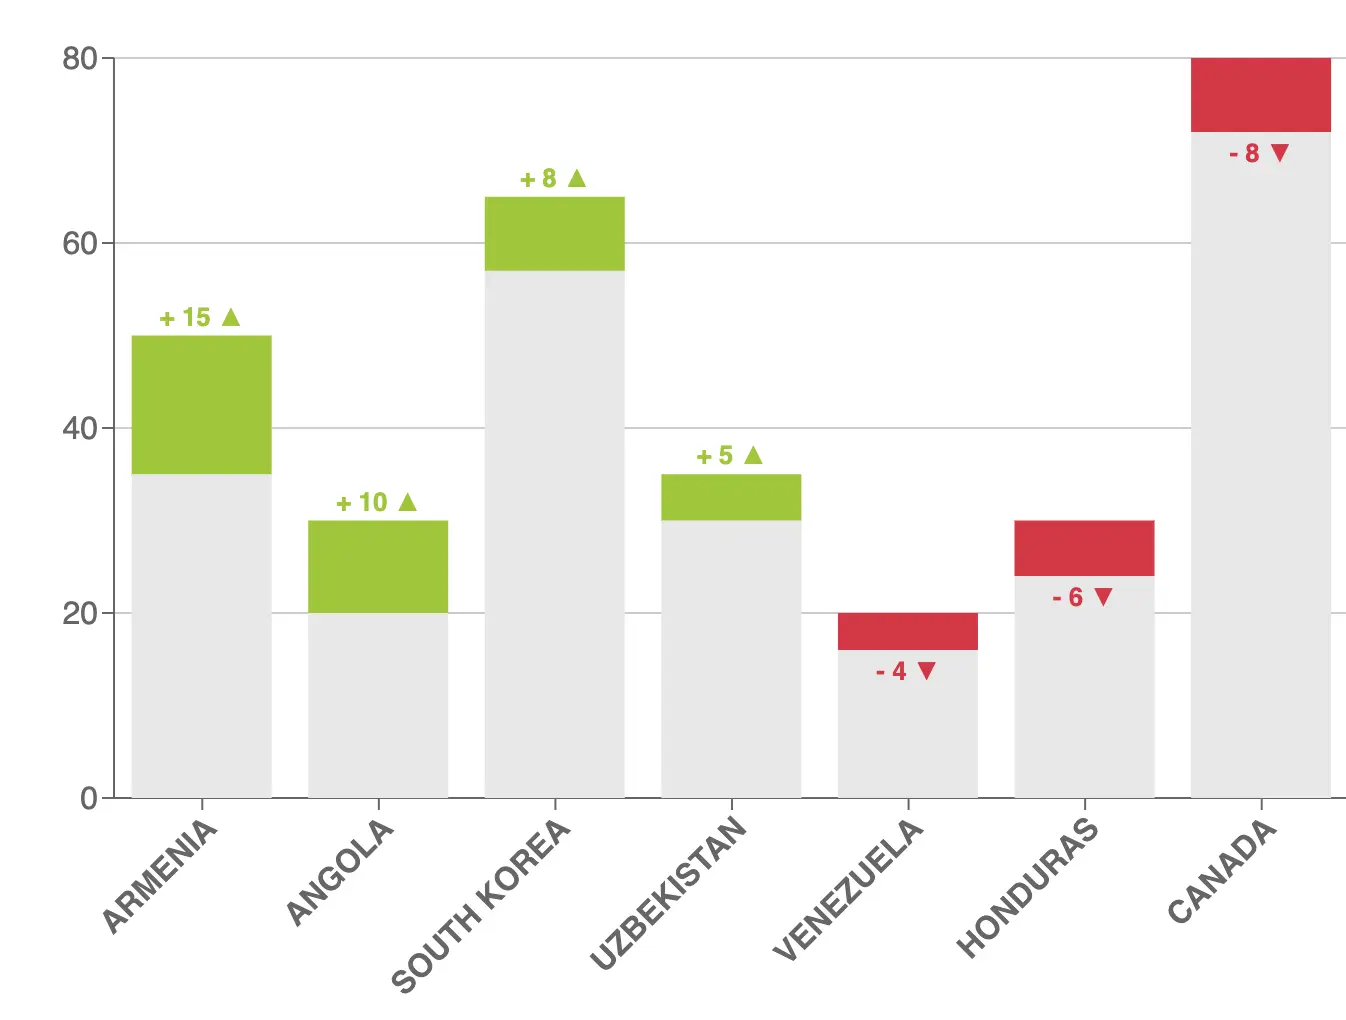 80
60
40
20
0
+ 15 ▲
+ 10 ▲
+ 8 ▲
+ 5 ▲
- 4 ▼
- 6 ▼
- 8 ▼
ARMENIA
ANGOLA
SOUTH KOREA
UZBEKISTAN
VENEZUELA
HONDURAS
CANADA